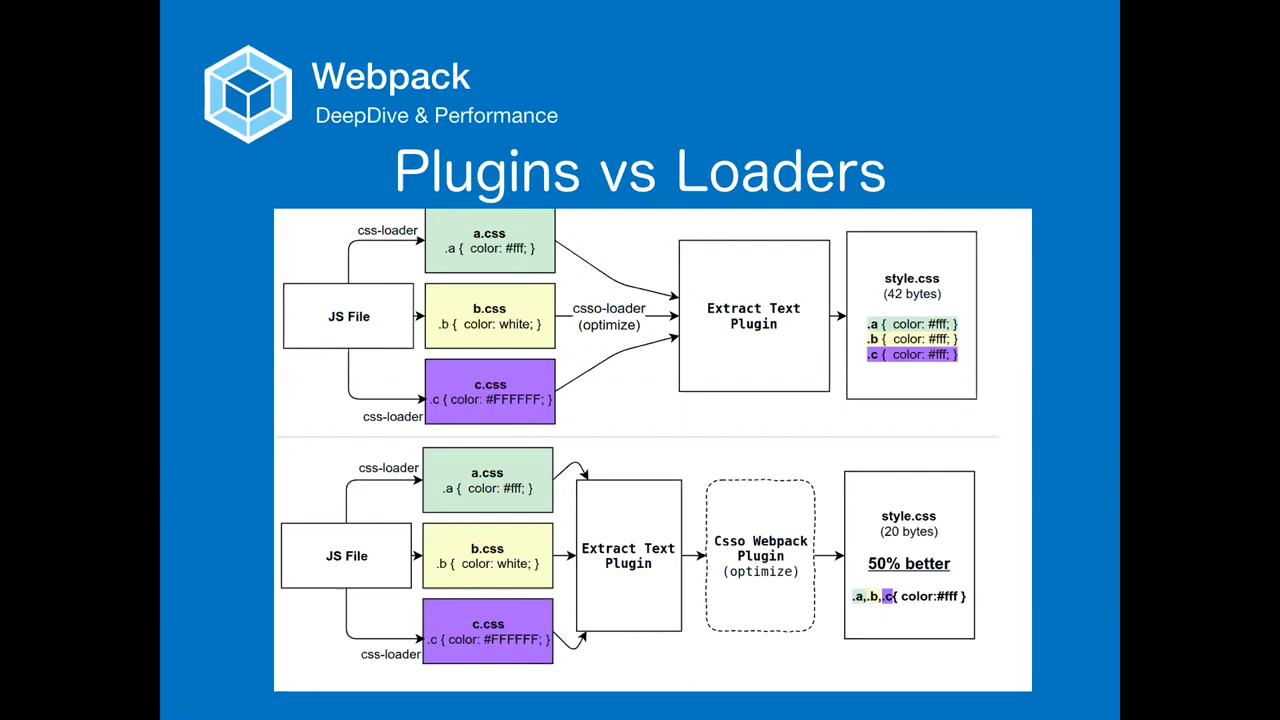 Webpack
DeepDive & Performance
Plugins vs Loaders
css-loader
a.css
.a { color: #fff; }
JS File
b.css
.b { color: white; }
csso-loader
(optimize)
c.css
.c { color: #FFFFFF; }
css-loader
Extract Text
Plugin
style.css
(42 bytes)
.a { color: #fff; }
.b { color: #fff; }
.c { color: #fff; }
css-loader
a.css
.a { color: #fff; }
JS File
b.css
.b { color: white; }
c.css
.c { color: #FFFFFF; }
css-loader
Extract Text
Plugin
Csso Webpack
Plugin
(optimize)
style.css
(20 bytes)
50% better
.a,.b,.c{ color:#fff }